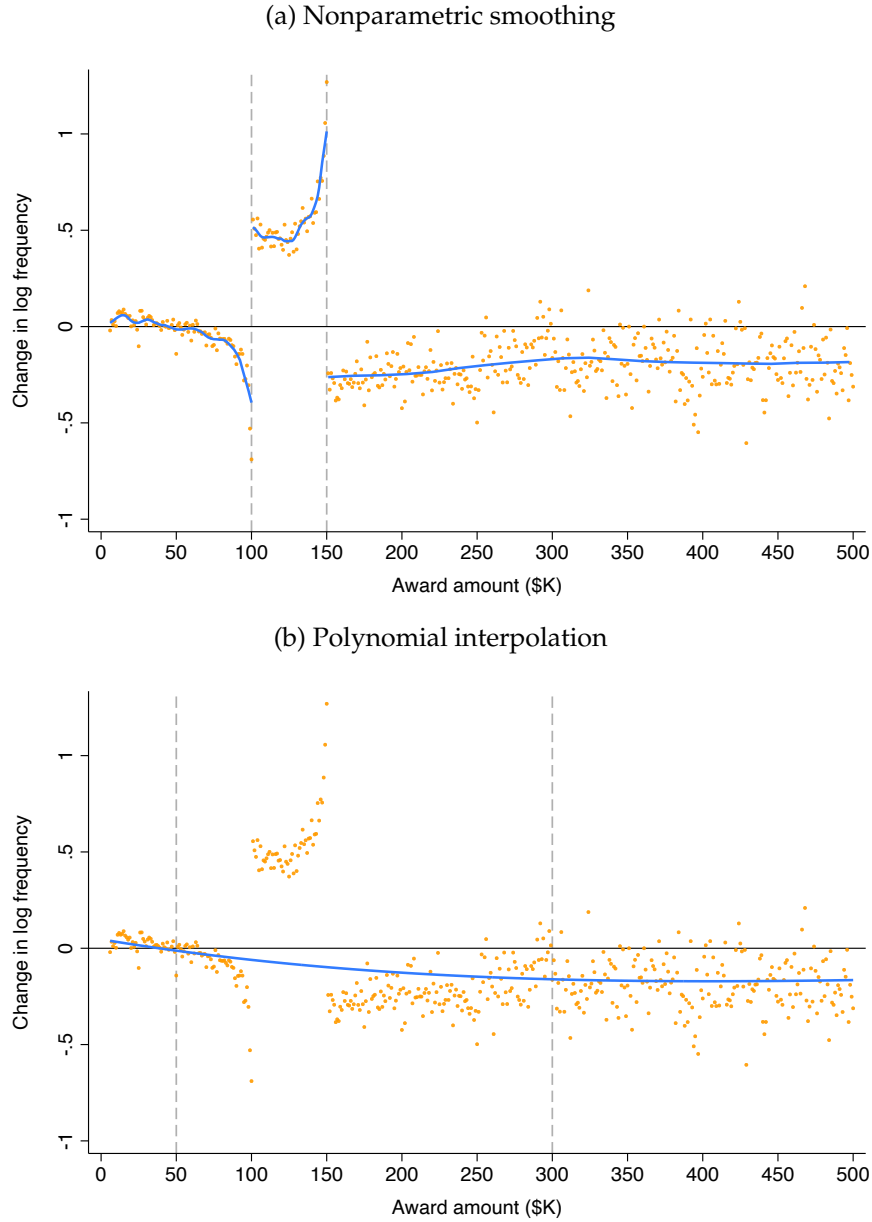 (a) Nonparametric smoothing
1
.5
0
-.5
-1
Change in log frequency
0 50 100 150 200 250 300 350 400 450 500
Award amount ($K)
(b) Polynomial interpolation
1
.5
0
-.5
-1
Change in log frequency
0 50 100 150 200 250 300 350 400 450 500
Award amount ($K)